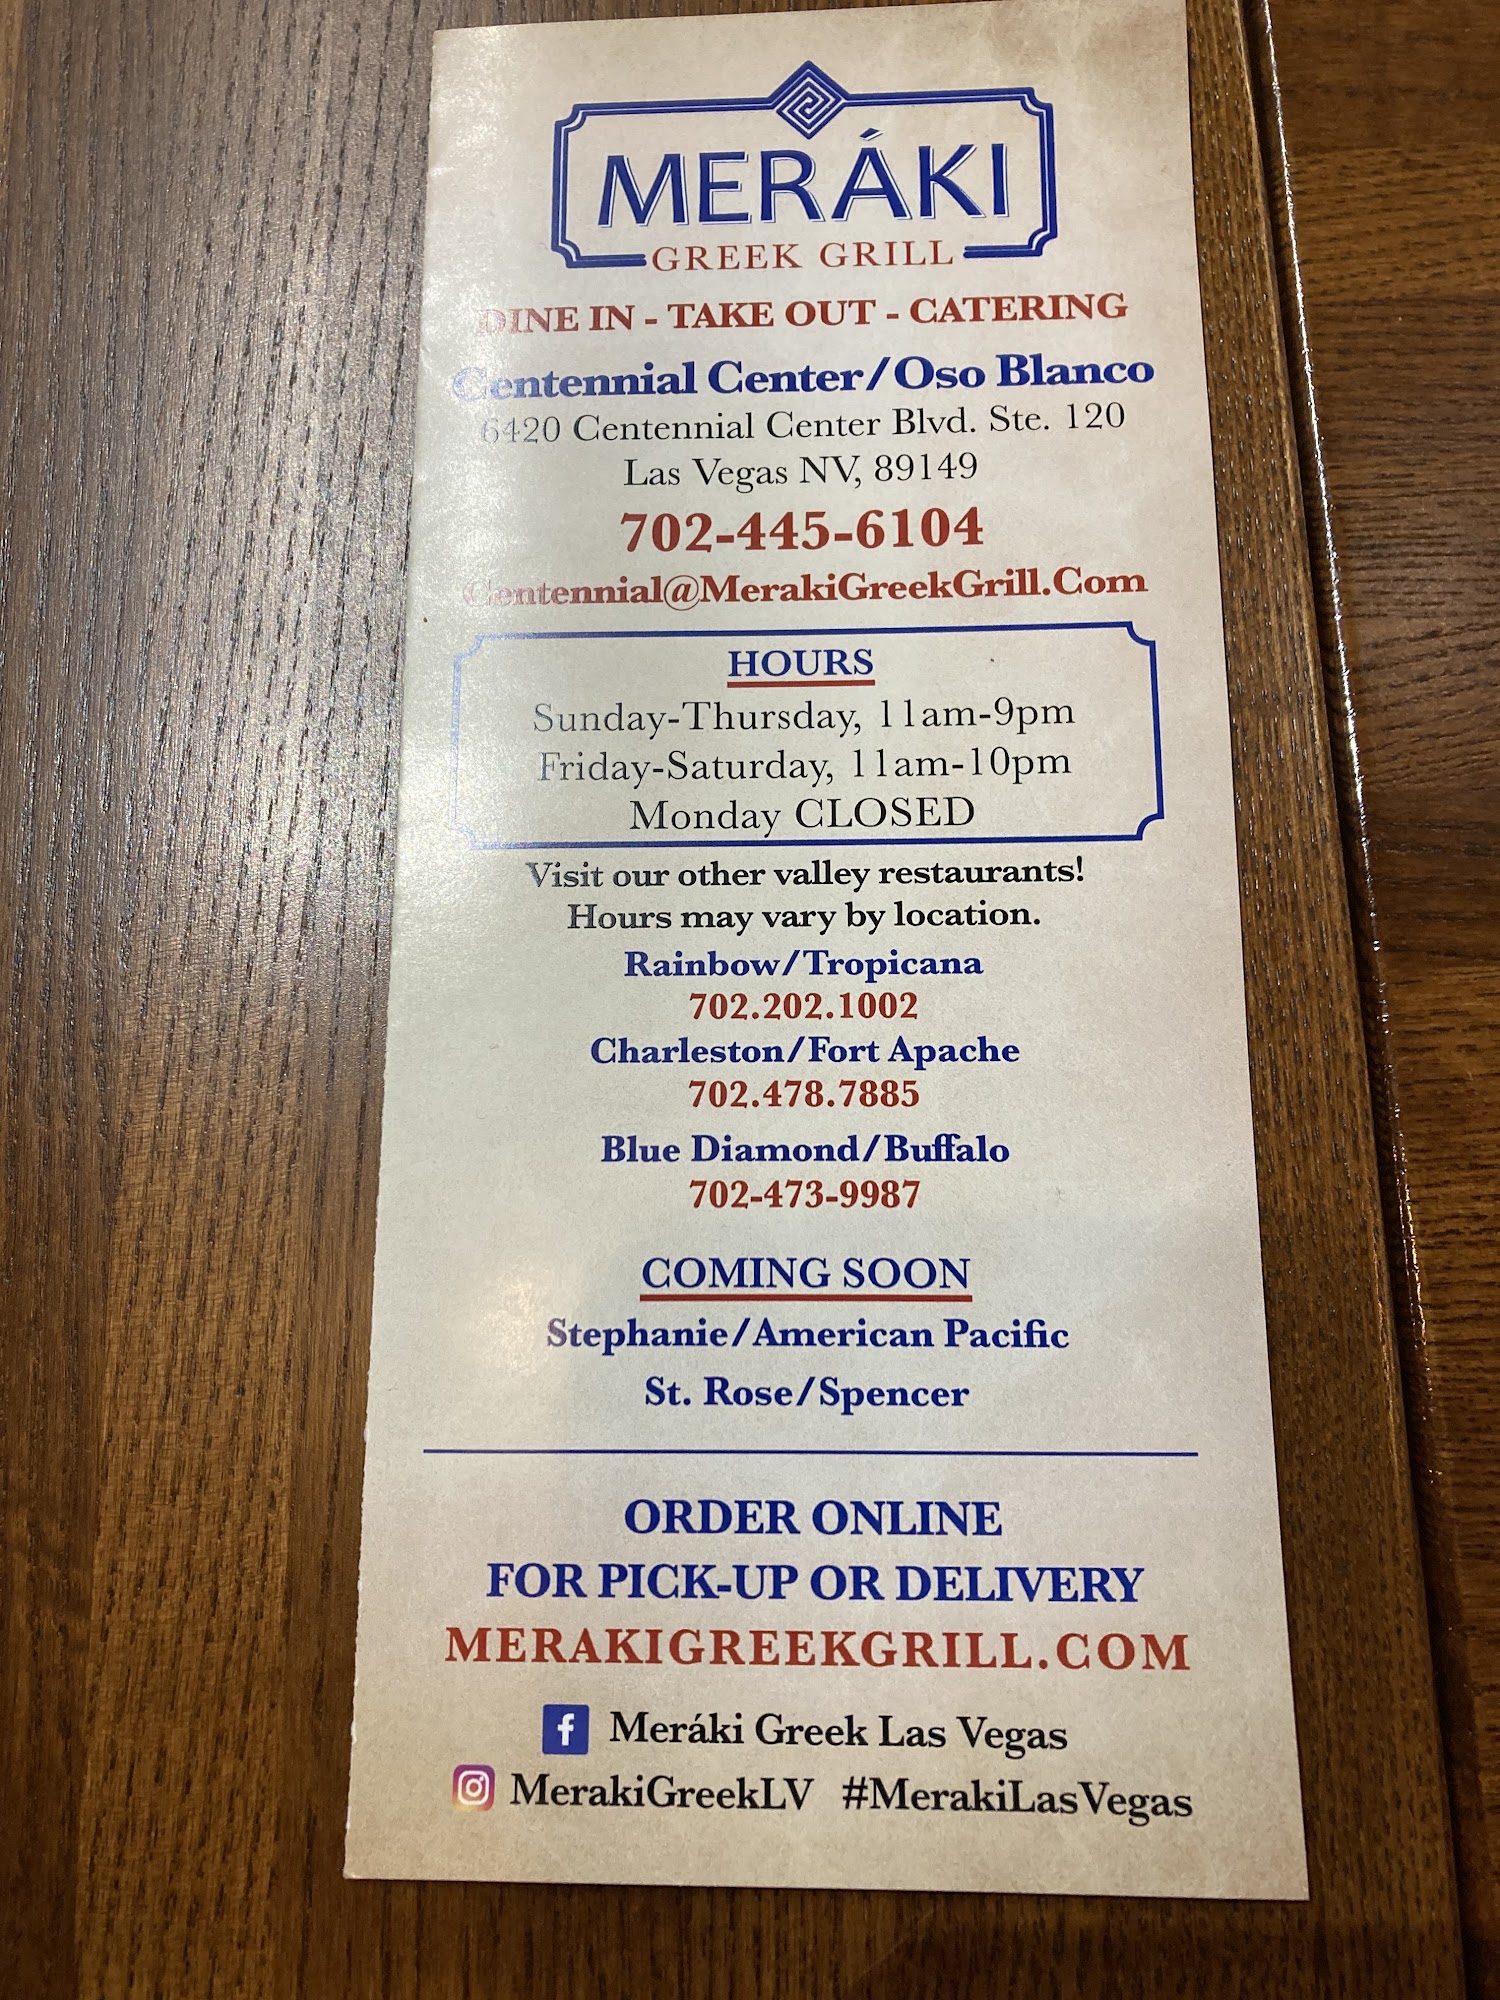 MERÁKI
GREEK GRILL
DINE IN - TAKE OUT - CATERING
Centennial Center/Oso Blanco
6420 Centennial Center Blvd. Ste. 120
Las Vegas NV, 89149
702-445-6104
Centennial@MerakiGreekGrill.Com
HOURS
Sunday-Thursday, 11am-9pm
Friday-Saturday, 11am-10pm
Monday CLOSED
Visit our other valley restaurants!
Hours may vary by location.
Rainbow/Tropicana
702.202.1002
Charleston/Fort Apache
702.478.7885
Blue Diamond/Buffalo
702-473-9987
COMING SOON
Stephanie/American Pacific
St. Rose/Spencer
ORDER ONLINE
FOR PICK-UP OR DELIVERY
MERAKIGREEKGRILL.COM
f Meráki Greek Las Vegas
MerakiGreekLV #MerakiLasVegas